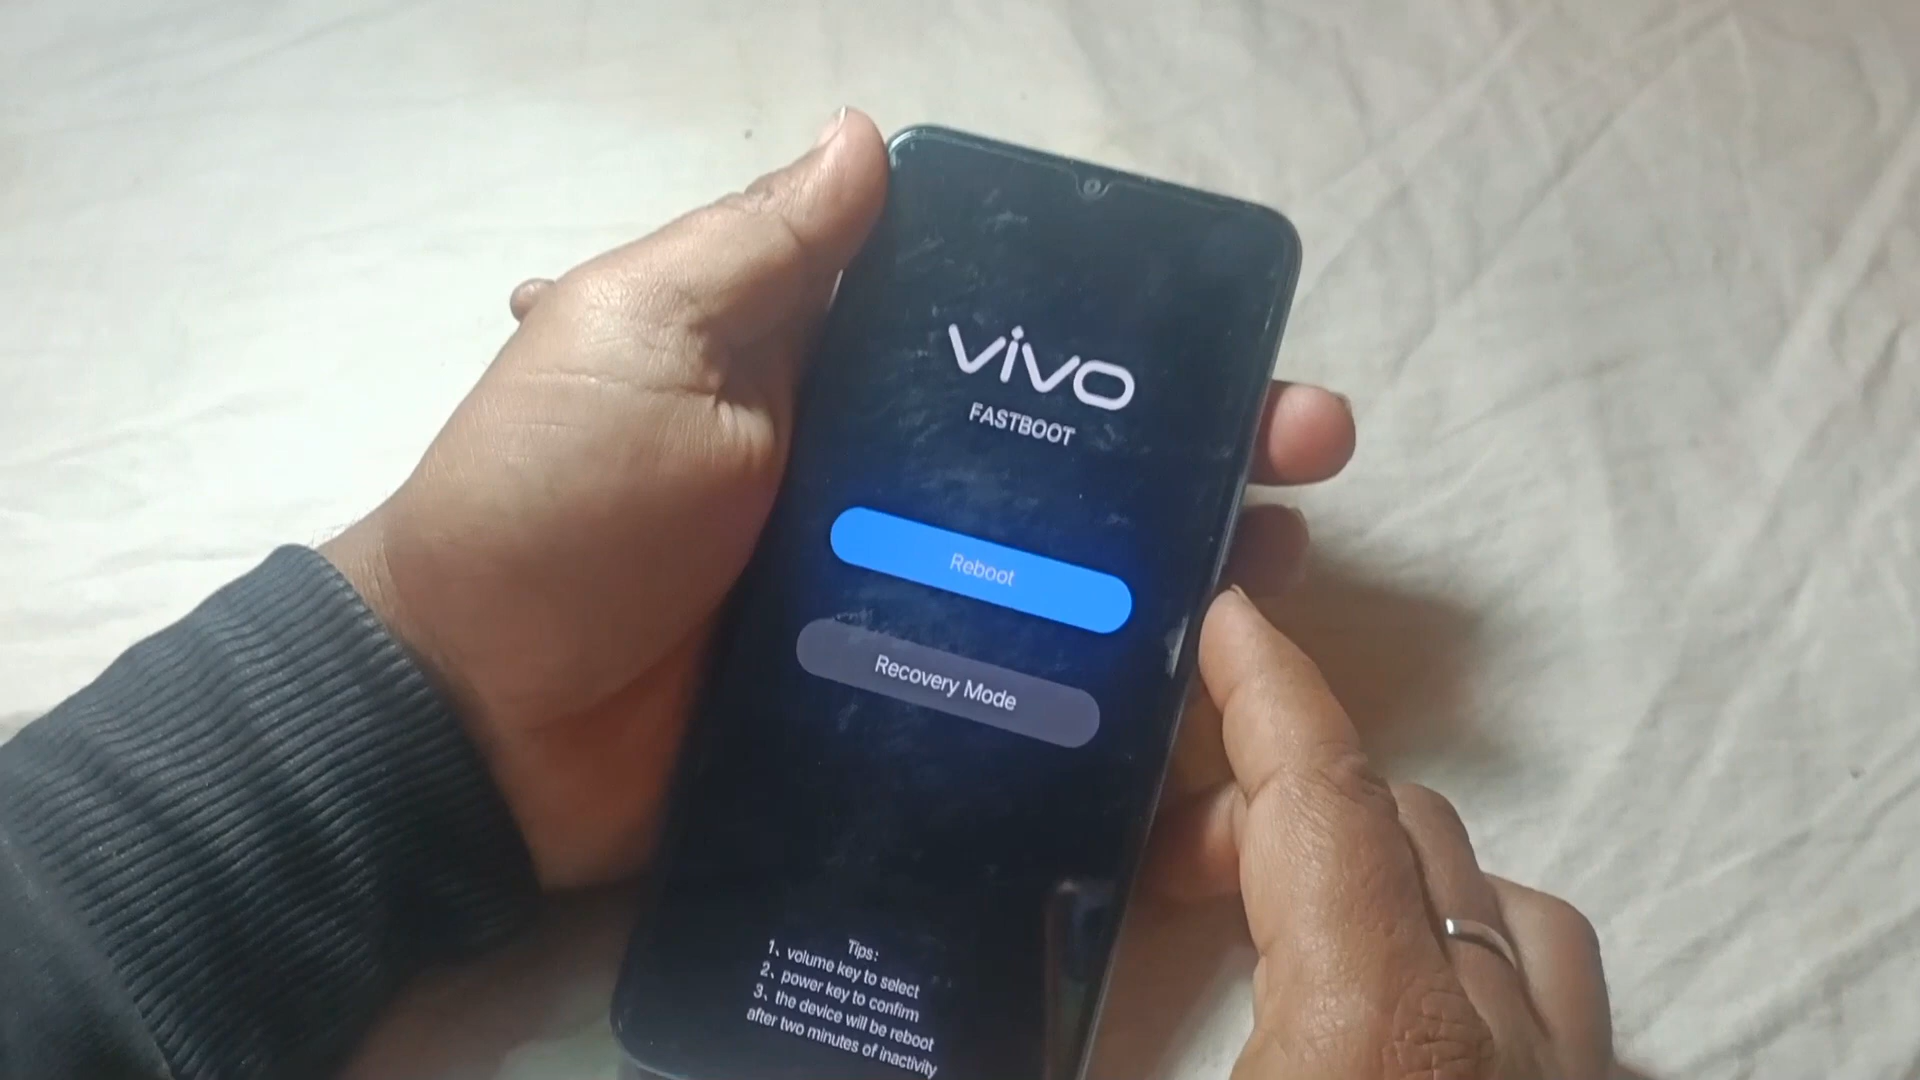 vivo
FASTBOOT
Reboot
Recovery Mode
Tips:
1、volume key to select
2、power key to confirm
3、the device will be reboot
after two minutes of inactivity